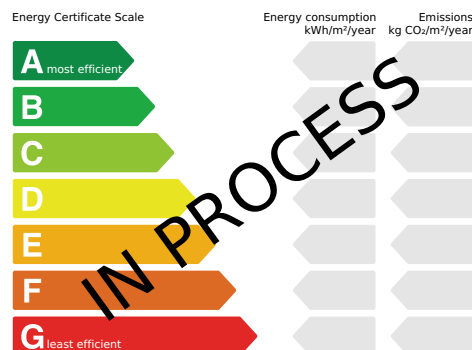 Energy Certificate Scale
Energy consumption
kWh/m²/year
Emissions
kg CO₂/m²/year
A most efficient
B
C
D
E
F
G least efficient
IN PROCESS